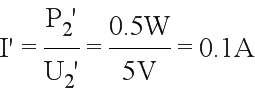 I' = P₂'/U₂' = 0.5W/5V = 0.1A